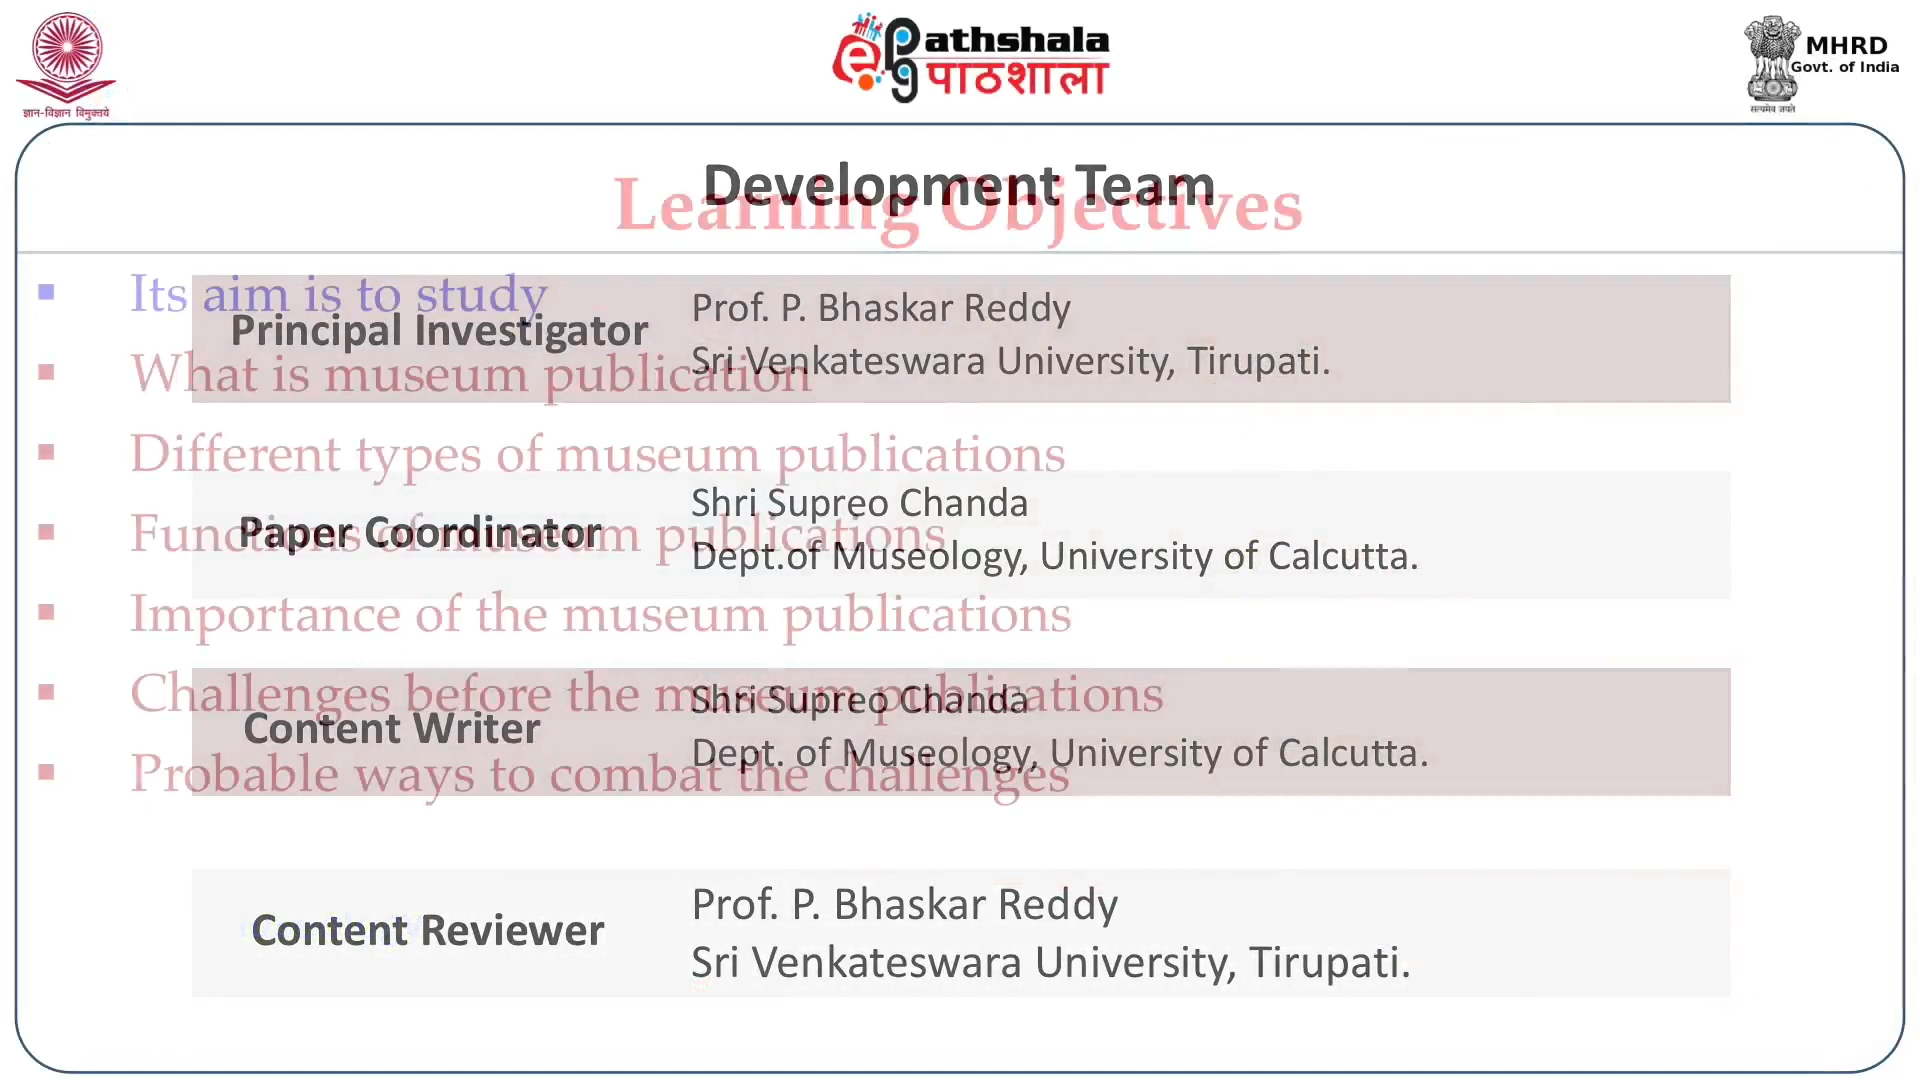 ज्ञान-विज्ञान विमुक्तये
ePg Pathshala
पाठशाला
MHRD
Govt. of India
सत्यमेव जयते
Development Team
Principal Investigator
Prof. P. Bhaskar Reddy
Sri Venkateswara University, Tirupati.
Paper Coordinator
Shri Supreo Chanda
Dept.of Museology, University of Calcutta.
Content Writer
Shri Supreo Chanda
Dept. of Museology, University of Calcutta.
Content Reviewer
Prof. P. Bhaskar Reddy
Sri Venkateswara University, Tirupati.
Learning Objectives
▪ Its aim is to study
▪ What is museum publication
▪ Different types of museum publications
▪ Functions of museum publications
▪ Importance of the museum publications
▪ Challenges before the museum publications
▪ Probable ways to combat the challenges